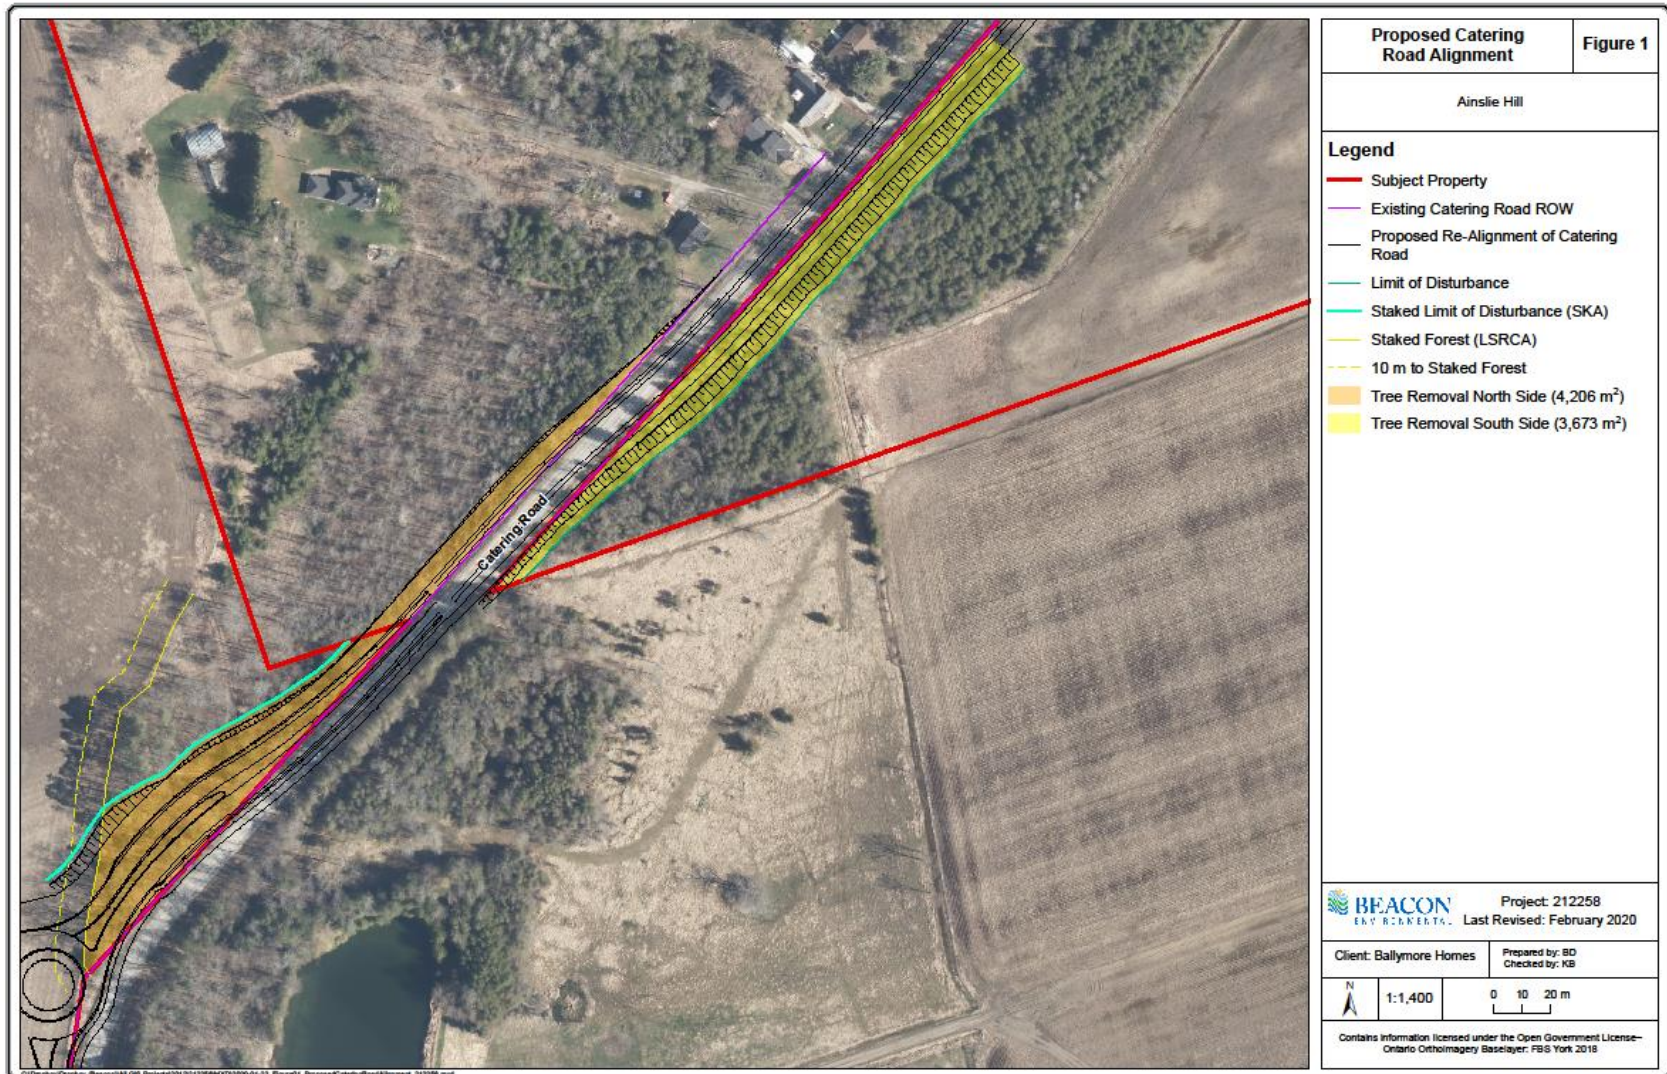 Proposed Catering
Road Alignment
Figure 1
Ainslie Hill
Legend
Subject Property
Existing Catering Road ROW
Proposed Re-Alignment of Catering
Road
Limit of Disturbance
Staked Limit of Disturbance (SKA)
Staked Forest (LSRCA)
10 m to Staked Forest
Tree Removal North Side (4,206 m²)
Tree Removal South Side (3,673 m²)
Catering Road
BEACON
ENVIRONMENTAL
Project: 212258
Last Revised: February 2020
Client: Ballymore Homes
Prepared by: BD
Checked by: KB
N
1:1,400
0 10 20 m
Contains information licensed under the Open Government License–
Ontario Orthoimagery Baselayer: FBS York 2018